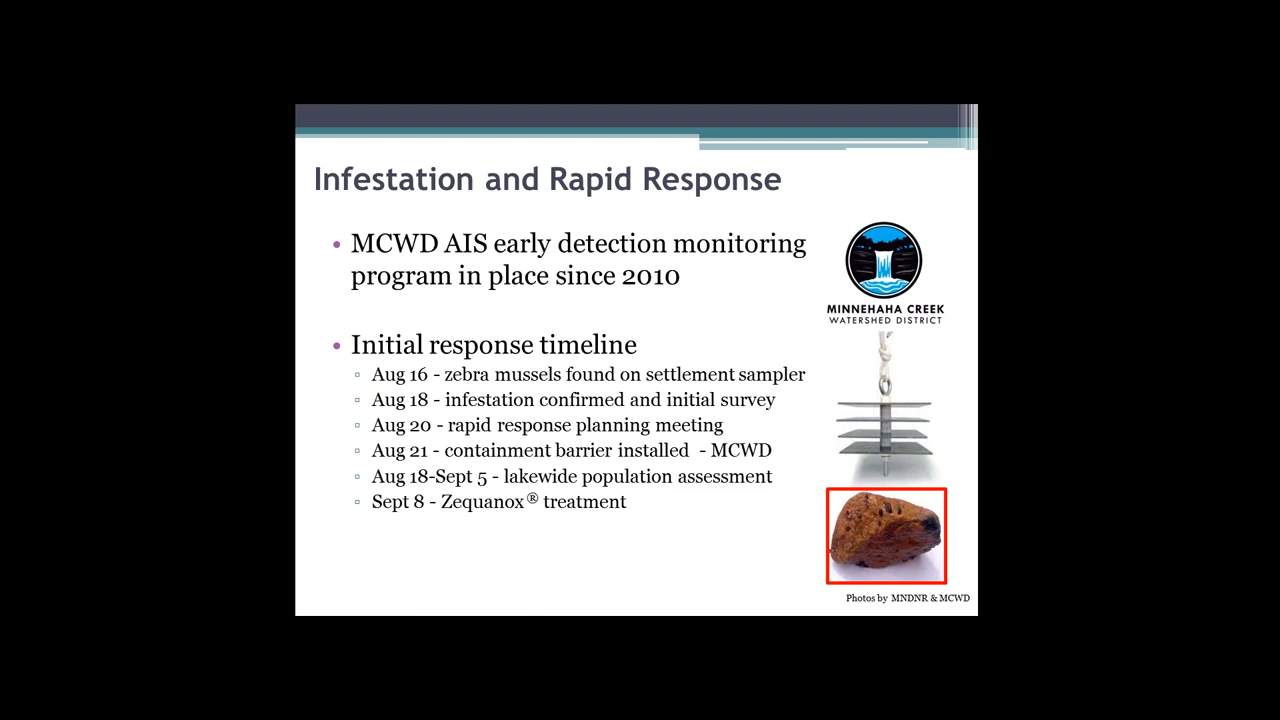 Infestation and Rapid Response
• MCWD AIS early detection monitoring
program in place since 2010
• Initial response timeline
▫ Aug 16 - zebra mussels found on settlement sampler
▫ Aug 18 - infestation confirmed and initial survey
▫ Aug 20 - rapid response planning meeting
▫ Aug 21 - containment barrier installed - MCWD
▫ Aug 18-Sept 5 - lakewide population assessment
▫ Sept 8 - Zequanox® treatment
MINNEHAHA CREEK
WATERSHED DISTRICT
Photos by MNDNR & MCWD